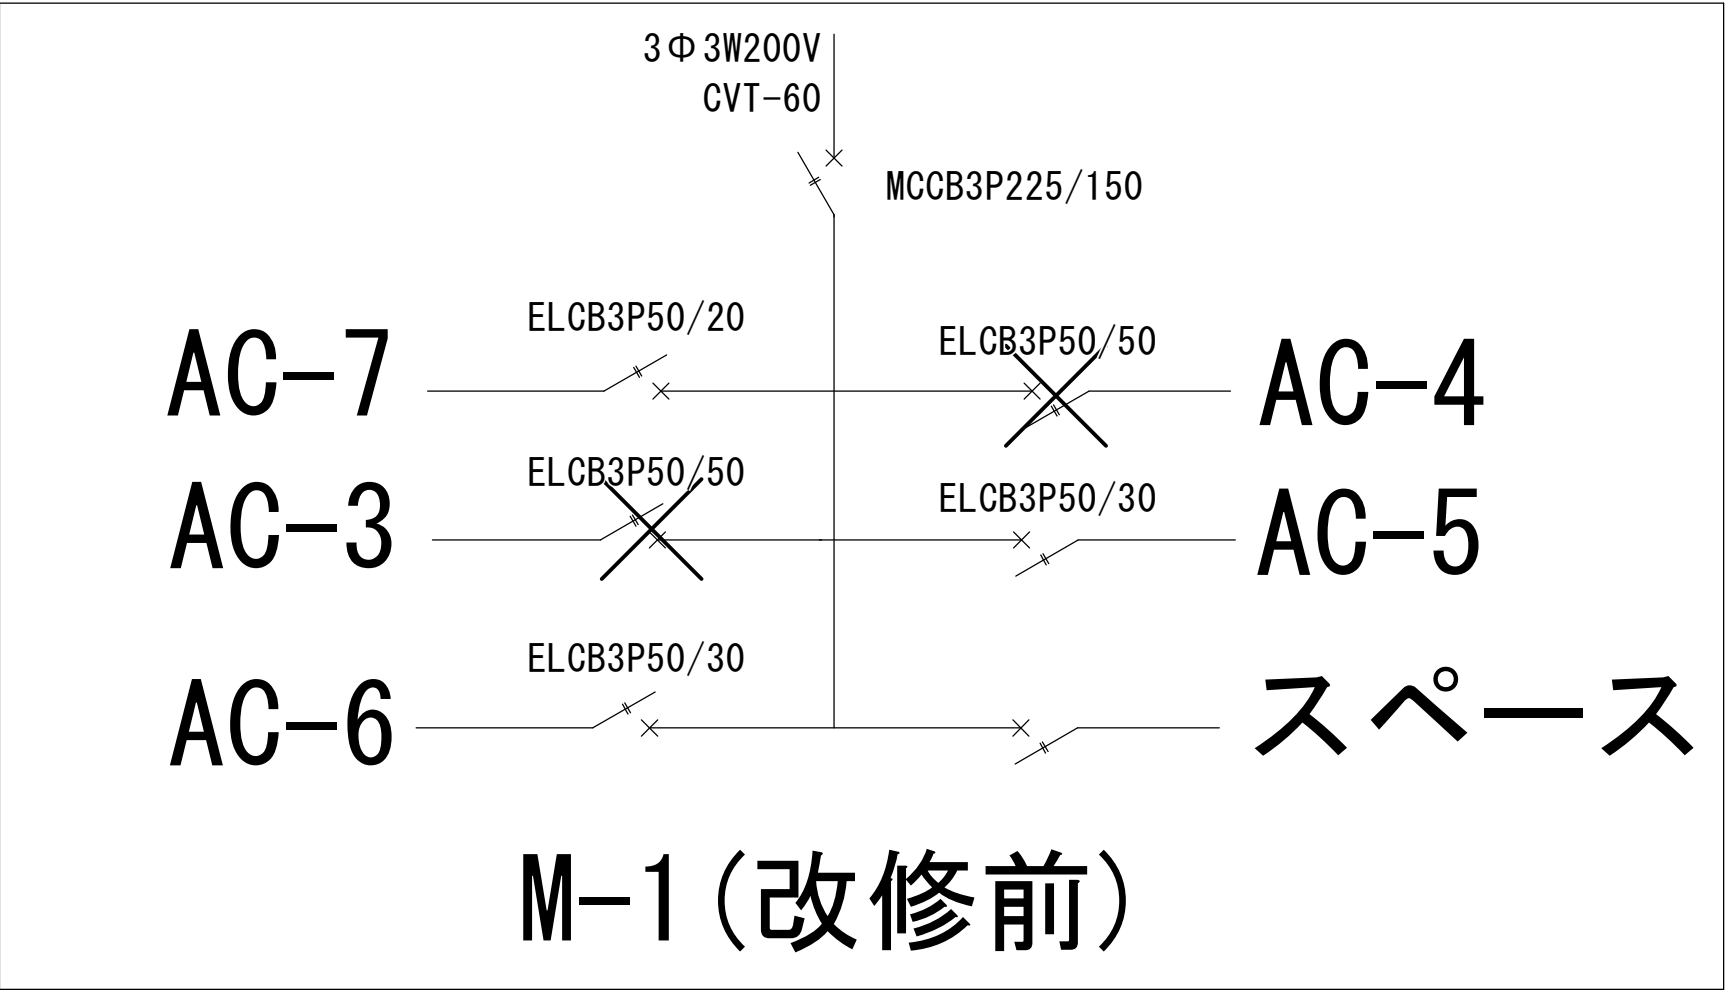 3Φ3W200V
CVT-60
MCCB3P225/150
ELCB3P50/20
ELCB3P50/50
AC-7
AC-4
ELCB3P50/50
ELCB3P50/30
AC-3
AC-5
ELCB3P50/30
AC-6
スペース
M-1(改修前)